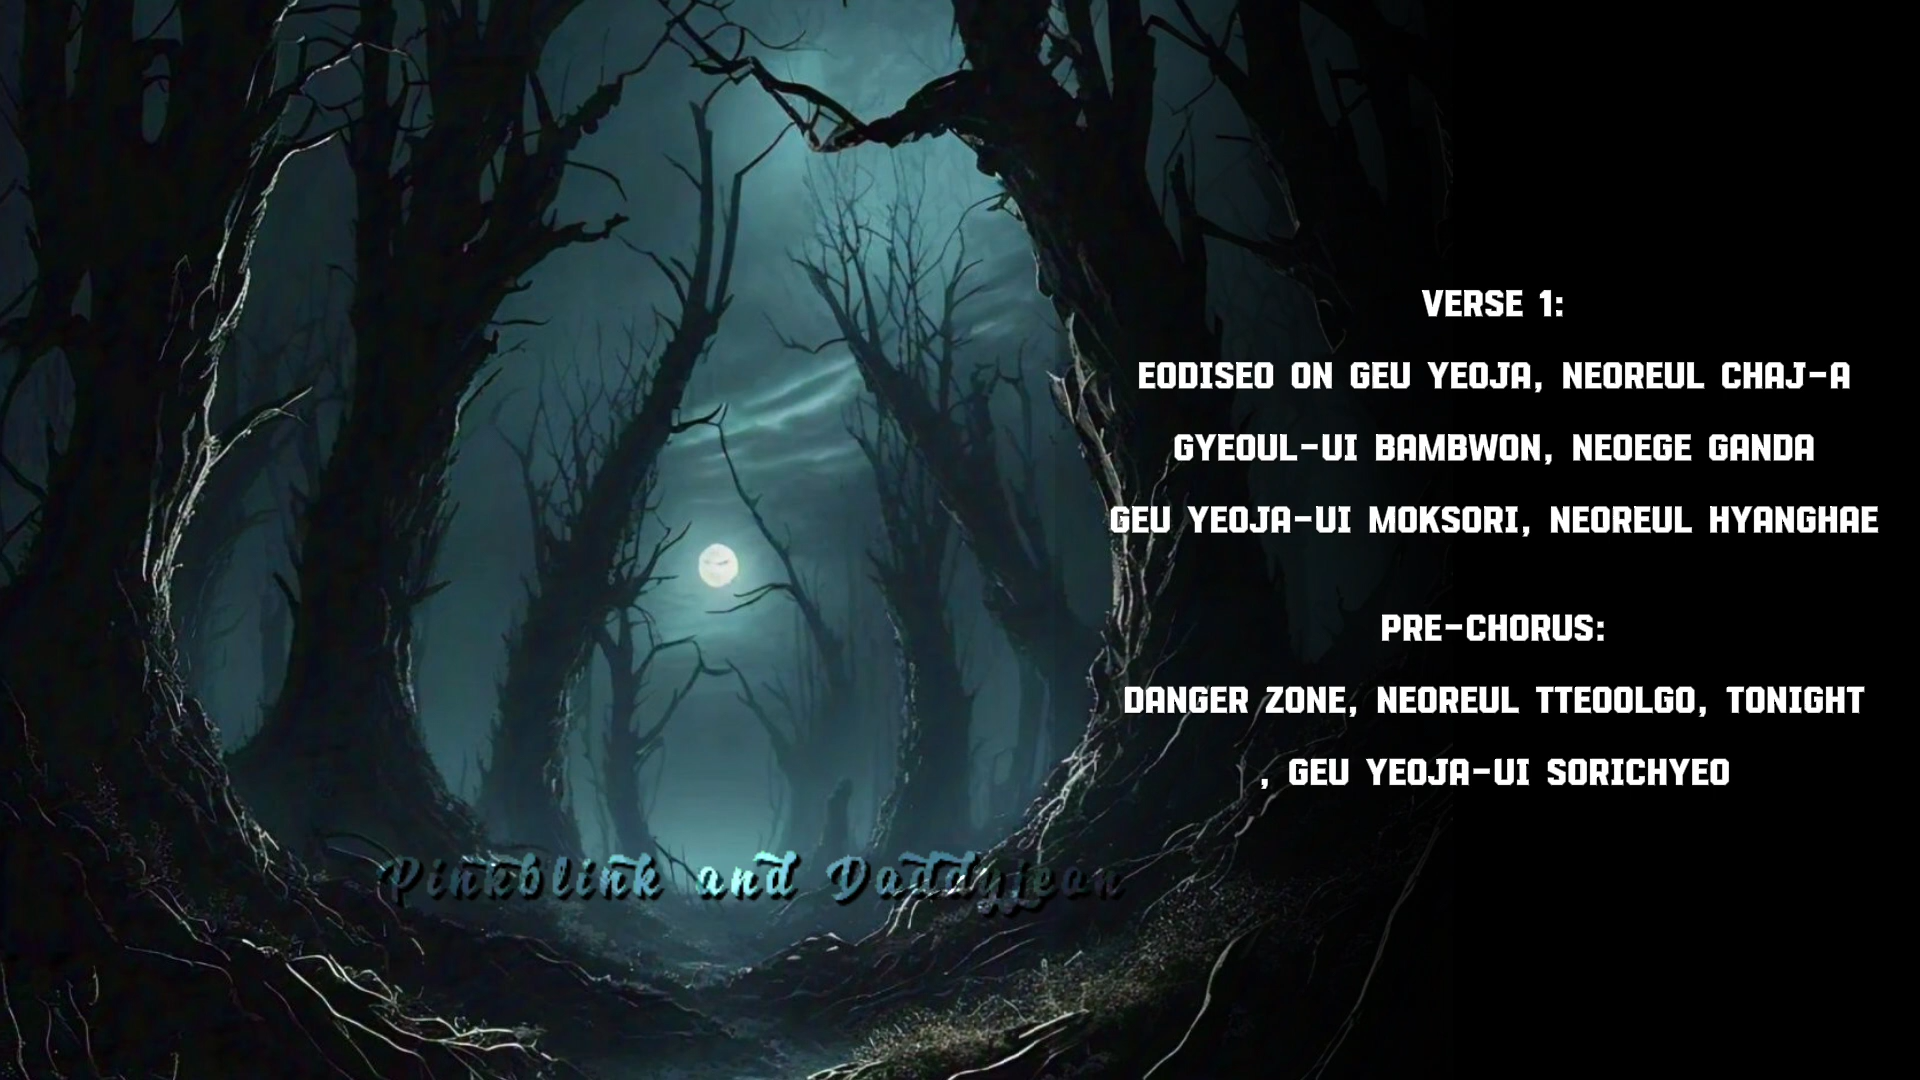 VERSE 1:
EODISEO ON GEU YEOJA, NEOREUL CHAJ-A
GYEOUL-UI BAMBWON, NEOEGE GANDA
GEU YEOJA-UI MOKSORI, NEOREUL HYANGHAE
PRE-CHORUS:
DANGER ZONE, NEOREUL TTEOOLGO, TONIGHT
, GEU YEOJA-UI SORICHYEO
Pinkblink and Daddyjeon